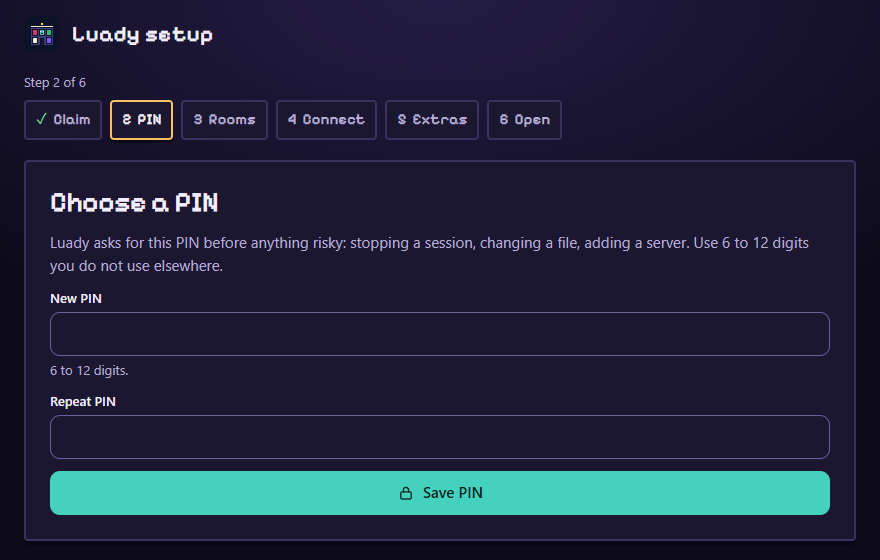 Luady setup
Step 2 of 6
✓ Claim
2 PIN
3 Rooms
4 Connect
5 Extras
6 Open
Choose a PIN
Luady asks for this PIN before anything risky: stopping a session, changing a file, adding a server. Use 6 to 12 digits
you do not use elsewhere.
New PIN
6 to 12 digits.
Repeat PIN
Save PIN